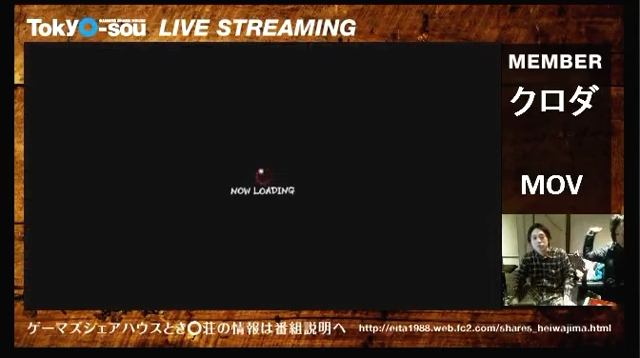 TOKYO-sou LIVE STREAMING
MEMBER
クロダ
MOV
NOW LOADING
ゲーマズシェアハウスとき〇荘の情報は番組説明へ http://eita1988.web.fc2.com/shares_heiwajima.html